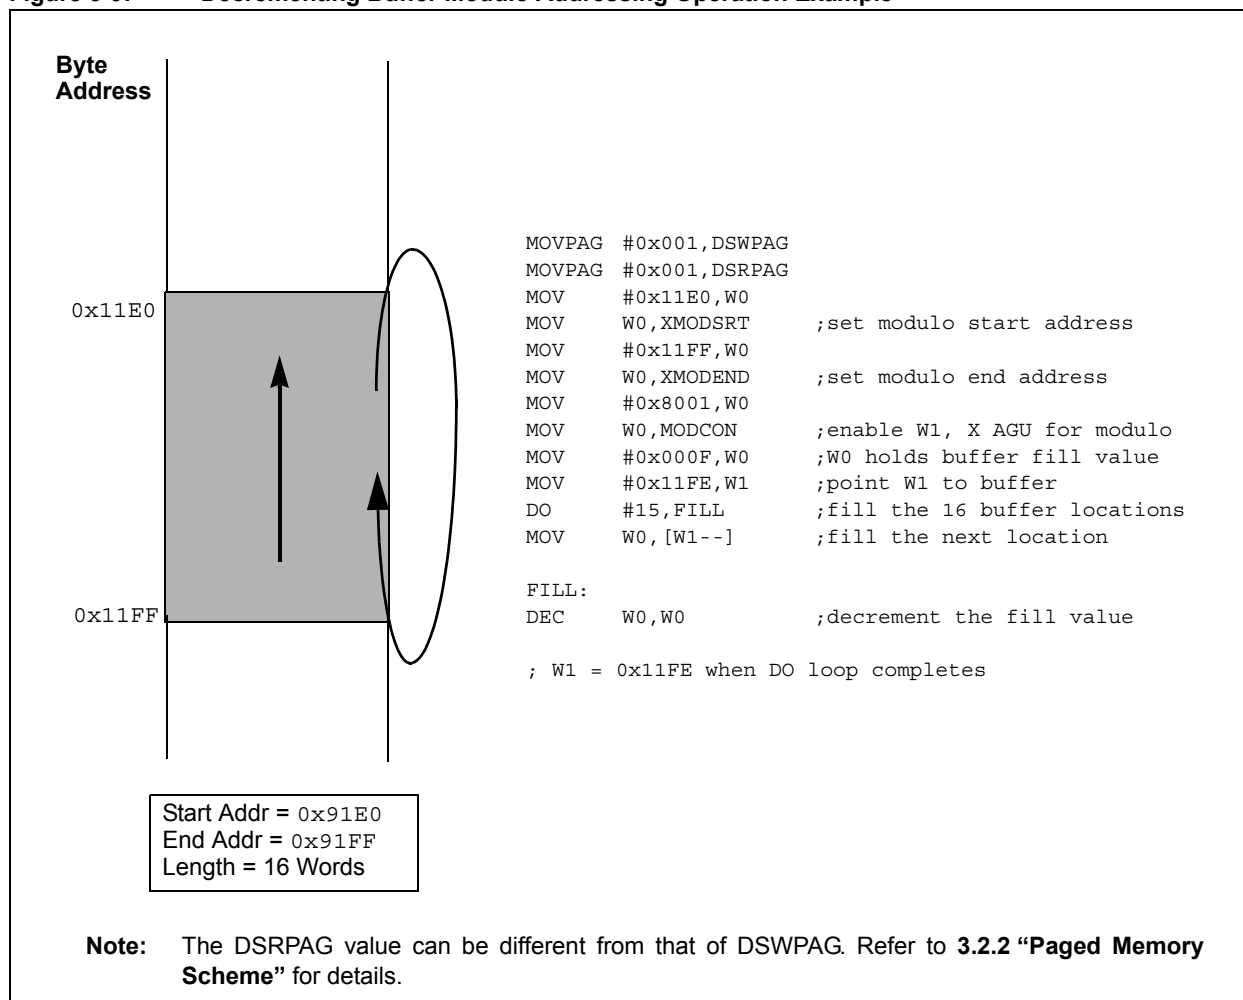 Byte
Address
0x11E0
0x11FF
MOVPAG #0x001,DSWPAG
MOVPAG #0x001,DSRPAG
MOV #0x11E0,W0
MOV W0,XMODSRT ;set modulo start address
MOV #0x11FF,W0
MOV W0,XMODEND ;set modulo end address
MOV #0x8001,W0
MOV W0,MODCON ;enable W1, X AGU for modulo
MOV #0x000F,W0 ;W0 holds buffer fill value
MOV #0x11FE,W1 ;point W1 to buffer
DO #15,FILL ;fill the 16 buffer locations
MOV W0,[W1--] ;fill the next location
FILL:
DEC W0,W0 ;decrement the fill value
; W1 = 0x11FE when DO loop completes
Start Addr = 0x91E0
End Addr = 0x91FF
Length = 16 Words
Note: The DSRPAG value can be different from that of DSWPAG. Refer to 3.2.2 “Paged Memory
Scheme” for details.